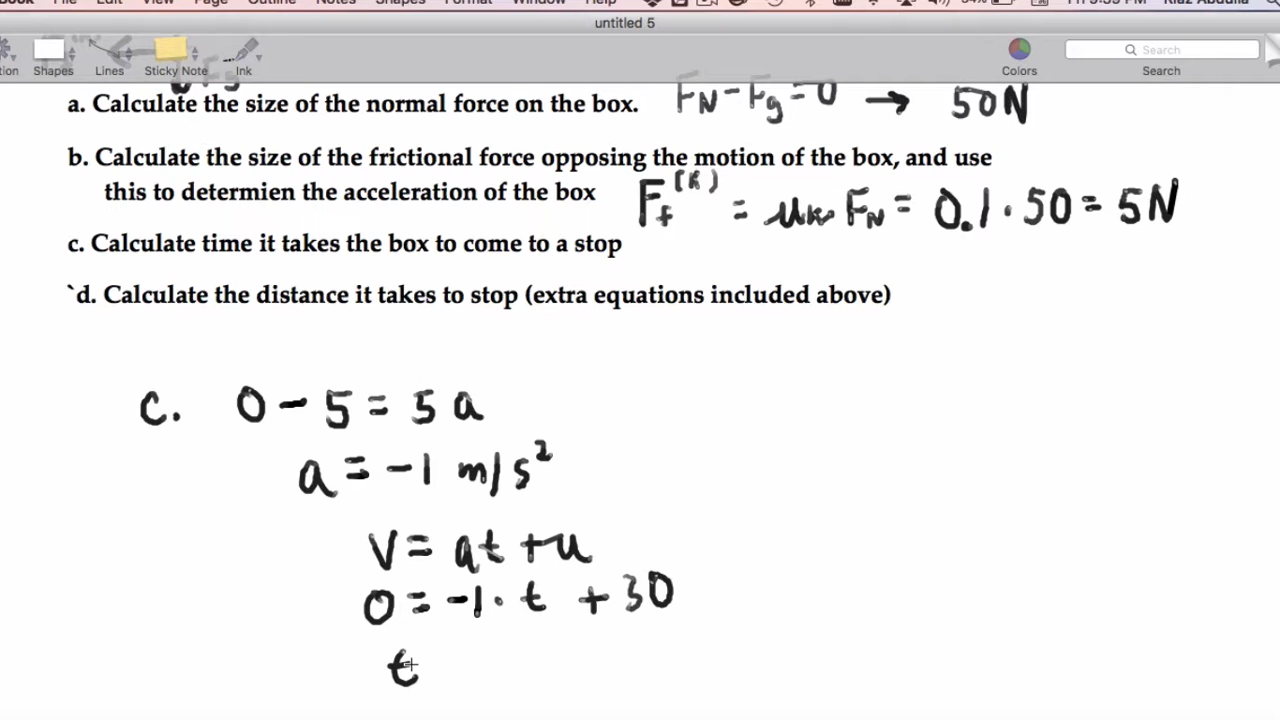 untitled 5
Shapes Lines Sticky Note Ink Colors Search
Search
a. Calculate the size of the normal force on the box. FN - Fg = 0 → 50N
b. Calculate the size of the frictional force opposing the motion of the box, and use
this to determien the acceleration of the box Ff(k) = μk FN = 0.1 · 50 = 5N
c. Calculate time it takes the box to come to a stop
`d. Calculate the distance it takes to stop (extra equations included above)
c. 0 - 5 = 5a
a = -1 m/s²
v = at + u
0 = -1 · t + 30
t